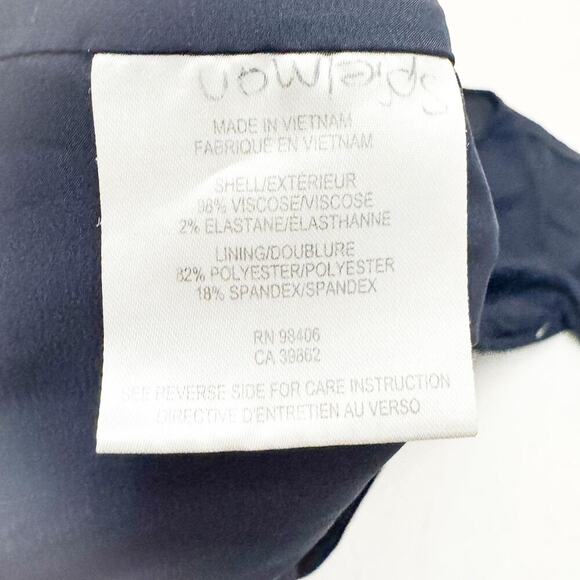 MADE IN VIETNAM
FABRIQUÉ EN VIETNAM
SHELL/EXTÉRIEUR
98% VISCOSE/VISCOSE
2% ELASTANE/ÉLASTHANNE
LINING/DOUBLURE
82% POLYESTER/POLYESTER
18% SPANDEX/SPANDEX
RN 98406
CA 39862
SEE REVERSE SIDE FOR CARE INSTRUCTION
DIRECTIVE D'ENTRETIEN AU VERSO